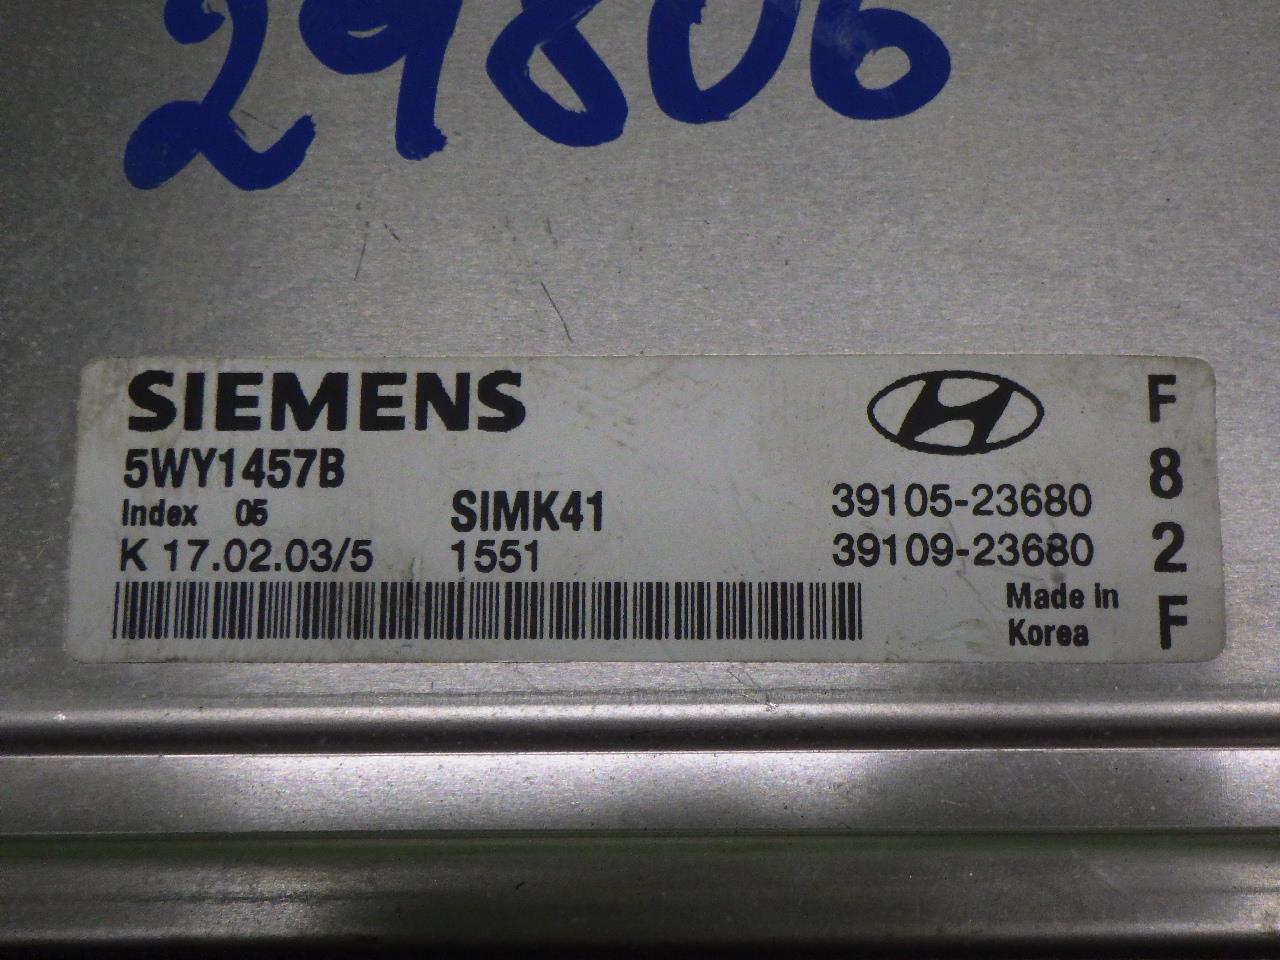 29806
SIEMENS
5WY1457B
Index 05
SIMK41
K 17.02.03/5 1551
39105-23680
39109-23680
Made in
Korea
F
8
2
F